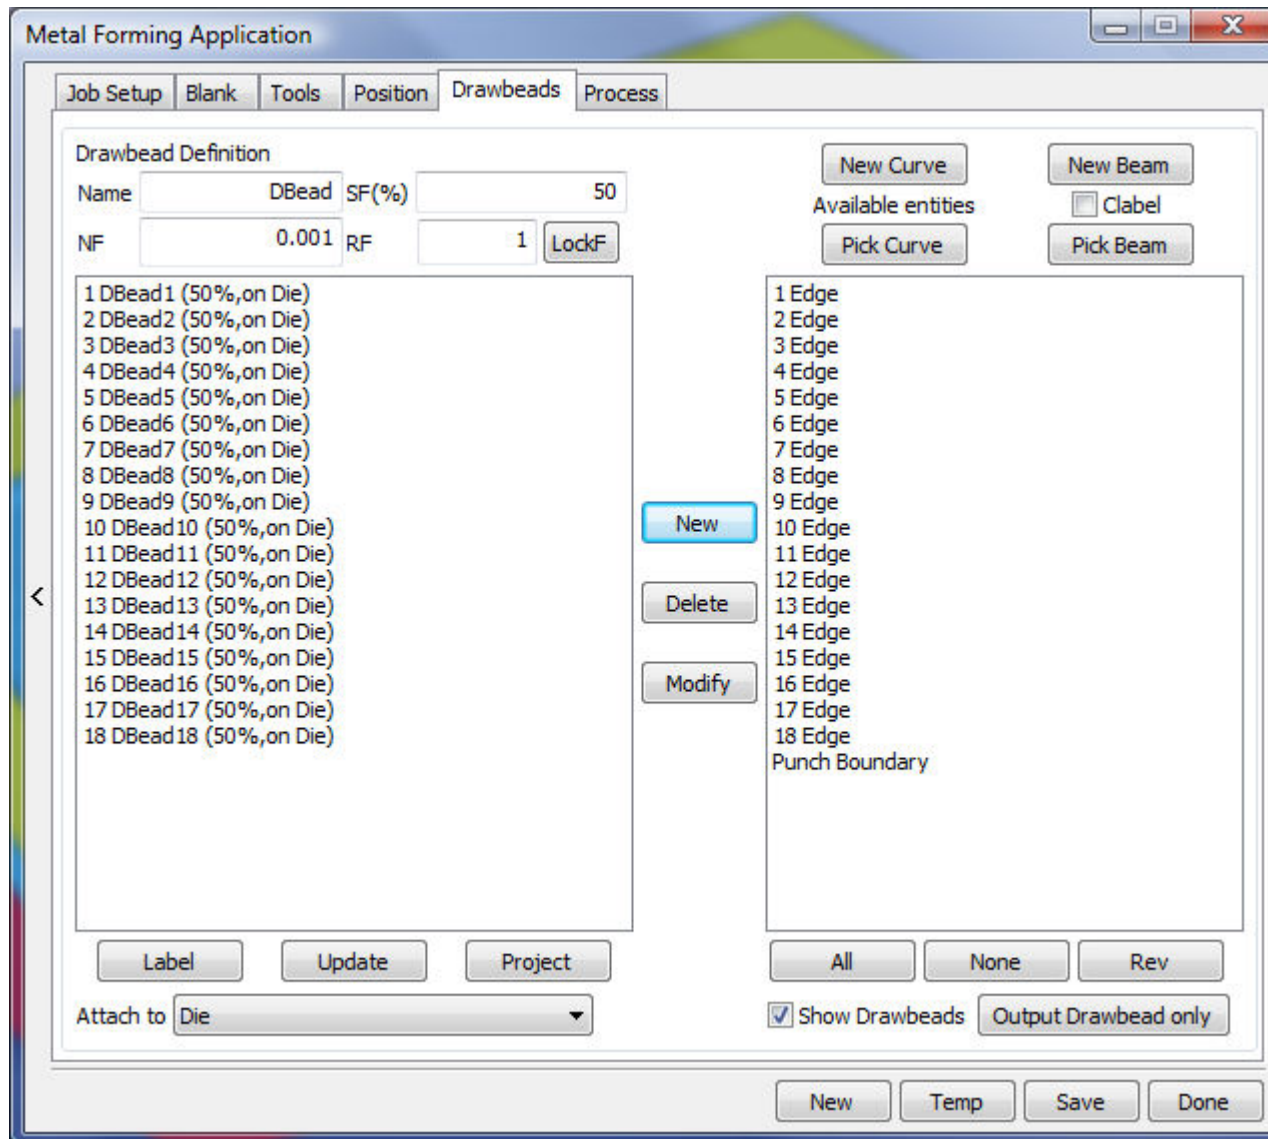 Metal Forming Application
Job Setup Blank Tools Position Drawbeads Process
Drawbead Definition
New Curve New Beam
Name DBead SF(%) 50
Available entities Clabel
NF 0.001 RF 1 LockF
Pick Curve Pick Beam
1 DBead1 (50%,on Die)
2 DBead2 (50%,on Die)
3 DBead3 (50%,on Die)
4 DBead4 (50%,on Die)
5 DBead5 (50%,on Die)
6 DBead6 (50%,on Die)
7 DBead7 (50%,on Die)
8 DBead8 (50%,on Die)
9 DBead9 (50%,on Die)
10 DBead10 (50%,on Die)
11 DBead11 (50%,on Die)
12 DBead12 (50%,on Die)
13 DBead13 (50%,on Die)
14 DBead14 (50%,on Die)
15 DBead15 (50%,on Die)
16 DBead16 (50%,on Die)
17 DBead17 (50%,on Die)
18 DBead18 (50%,on Die)
New
Delete
Modify
1 Edge
2 Edge
3 Edge
4 Edge
5 Edge
6 Edge
7 Edge
8 Edge
9 Edge
10 Edge
11 Edge
12 Edge
13 Edge
14 Edge
15 Edge
16 Edge
17 Edge
18 Edge
Punch Boundary
Label Update Project
All None Rev
Attach to Die
Show Drawbeads Output Drawbead only
New Temp Save Done